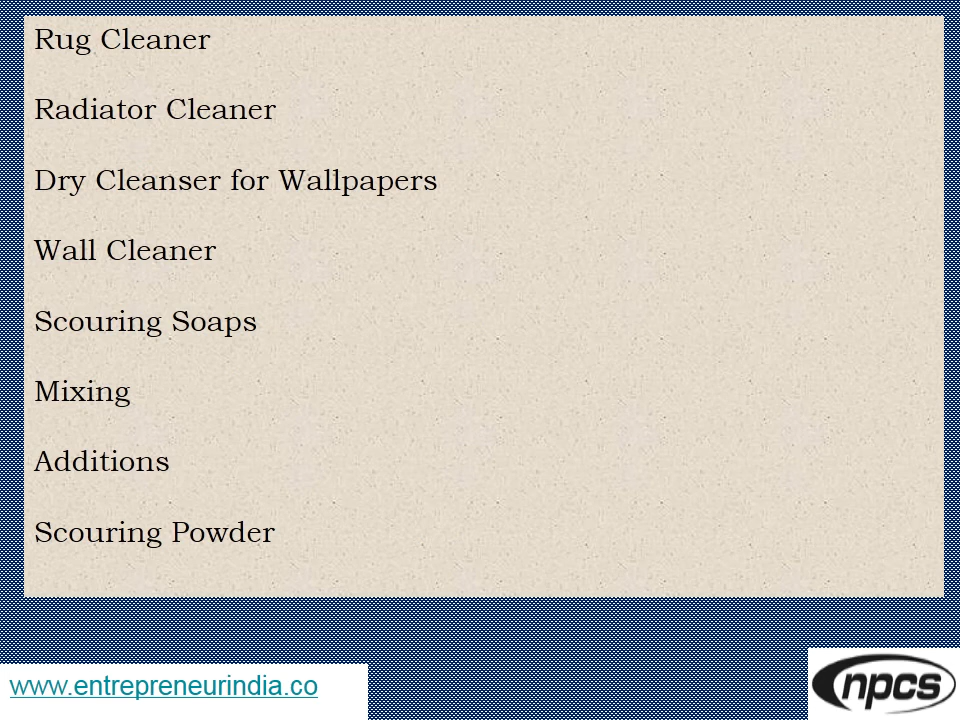 Rug Cleaner
Radiator Cleaner
Dry Cleanser for Wallpapers
Wall Cleaner
Scouring Soaps
Mixing
Additions
Scouring Powder
www.entrepreneurindia.co
npcs